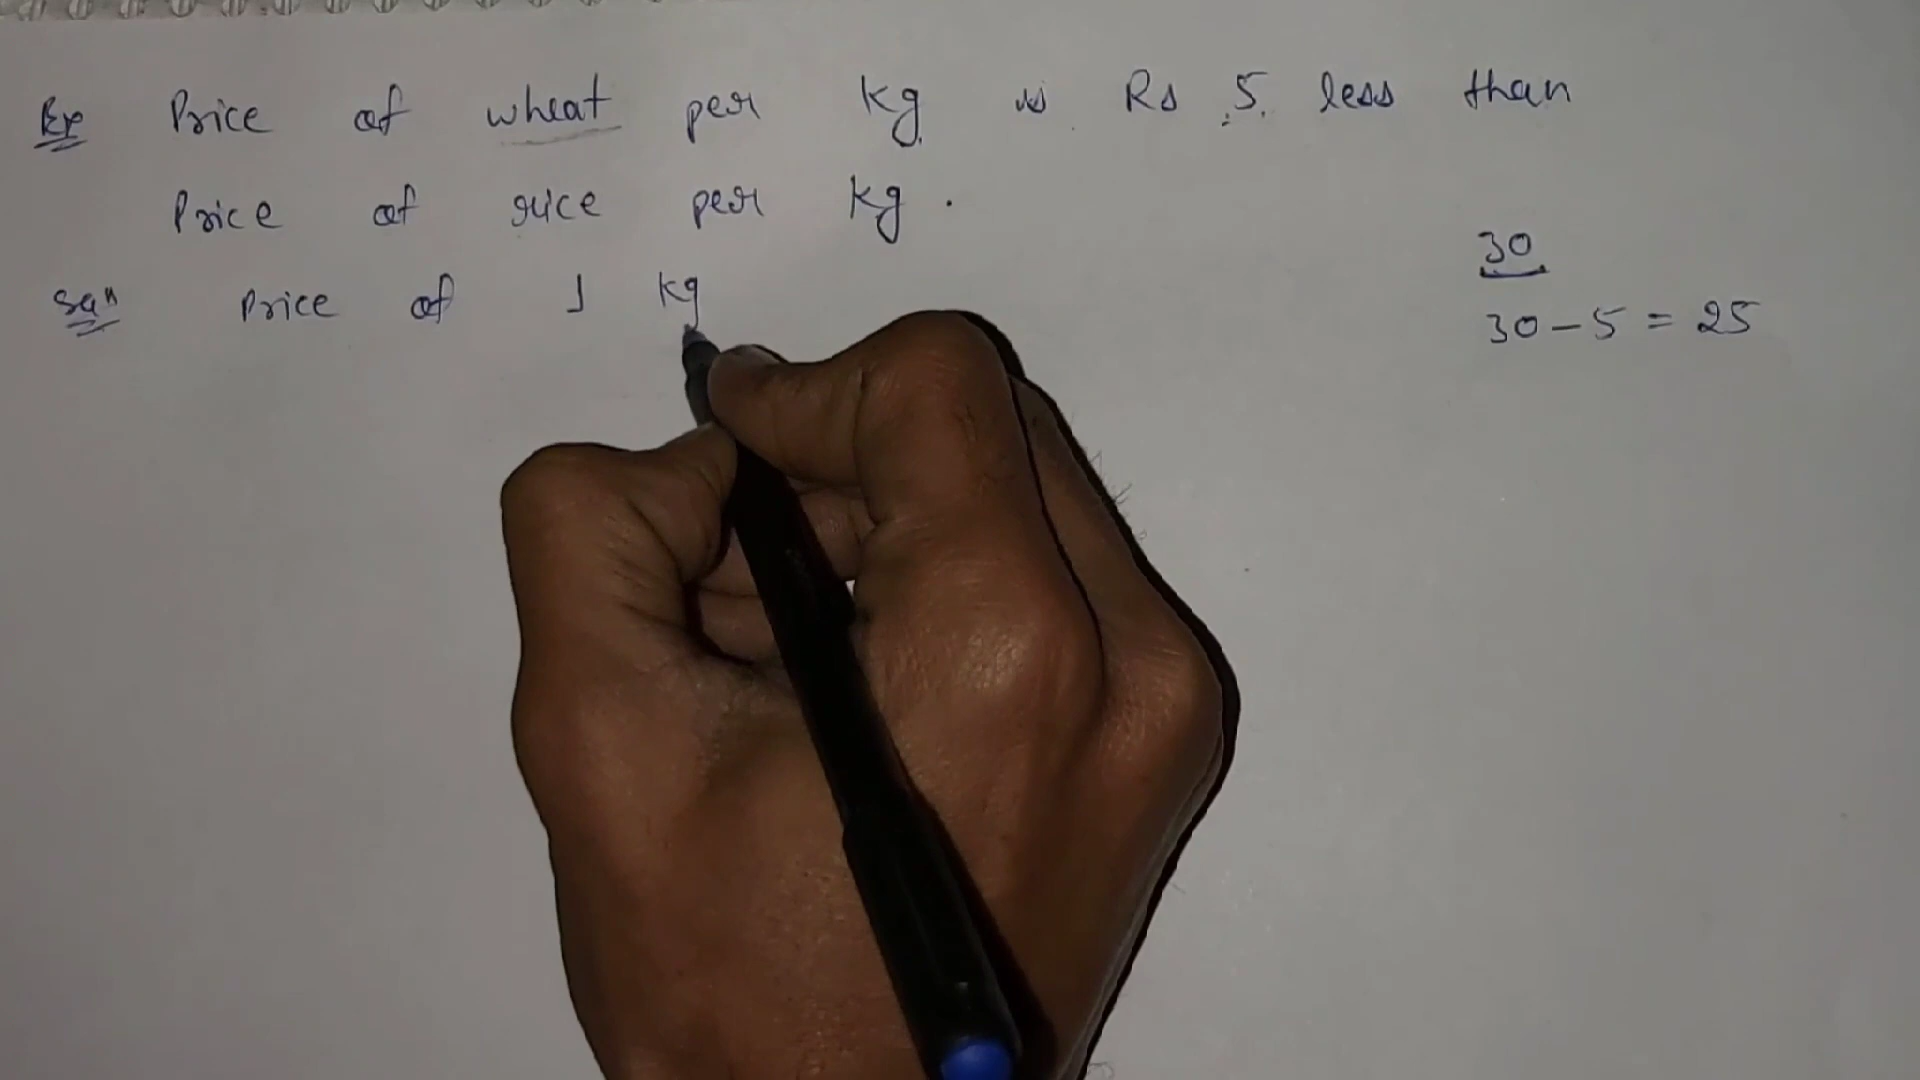 Ex Price of wheat per kg is Rs 5 less than
Price of rice per kg.
Solⁿ Price of 1 kg
30
30 - 5 = 25